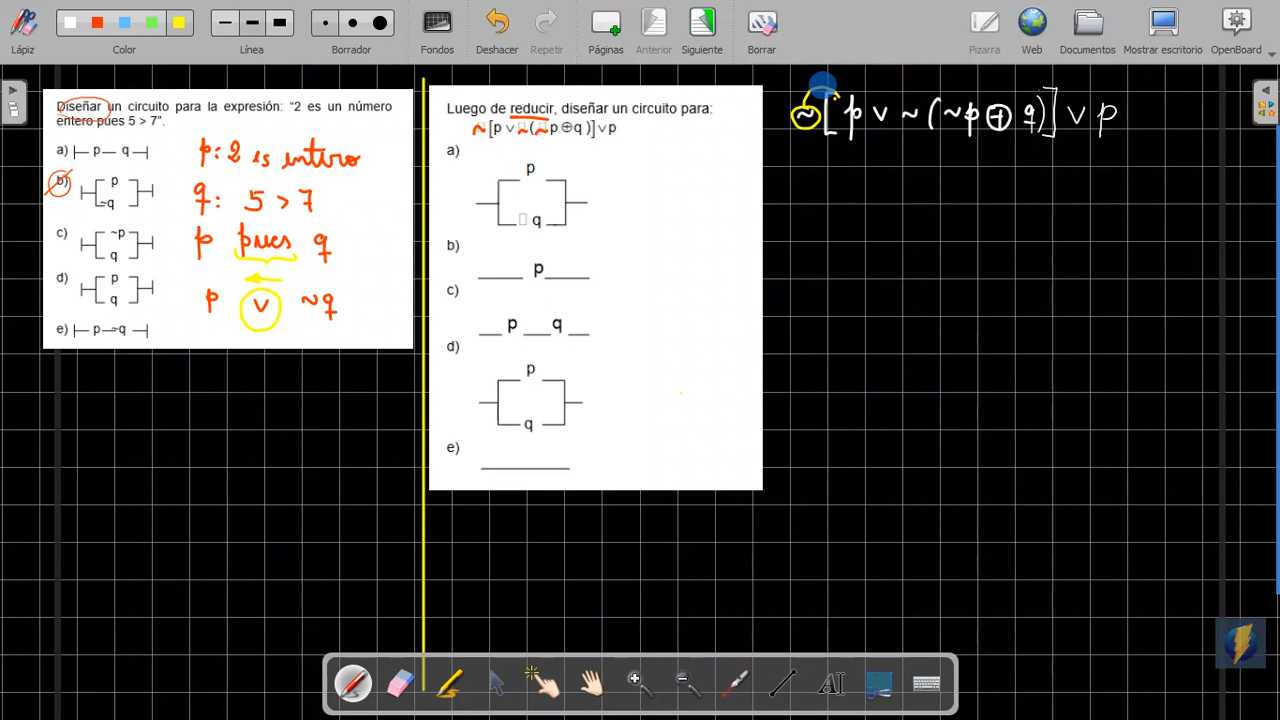 Lápiz
Color
Línea
Borrador
Fondos
Deshacer
Repetir
Páginas
Anterior
Siguiente
Borrar
Pizarra
Web
Documentos
Mostrar escritorio
OpenBoard
Diseñar un circuito para la expresión: “2 es un número
entero pues 5 > 7”.
a) p q
b) p
~q
c) ~p
q
d) p
q
e) p ~q
p: 2 es entero
q: 5 > 7
p pues q
p v ~q
Luego de reducir, diseñar un circuito para:
~[p ∨ ~(~p ⊕ q)] ∨ p
a)
p
q
b)
p
c)
p q
d)
p
q
e)
~[p ∨ ~(~p ⊕ q)] ∨ p
AI